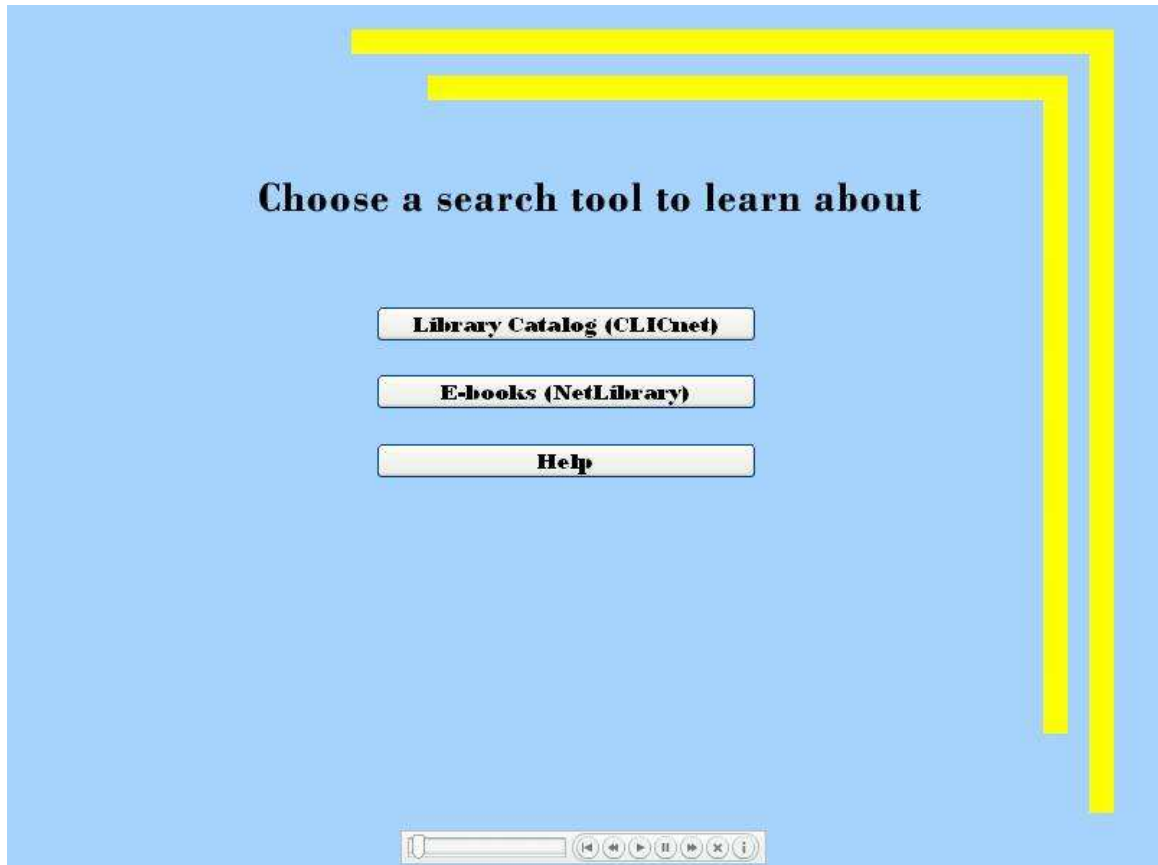 Choose a search tool to learn about
Library Catalog (CLICnet)
E-books (NetLibrary)
Help